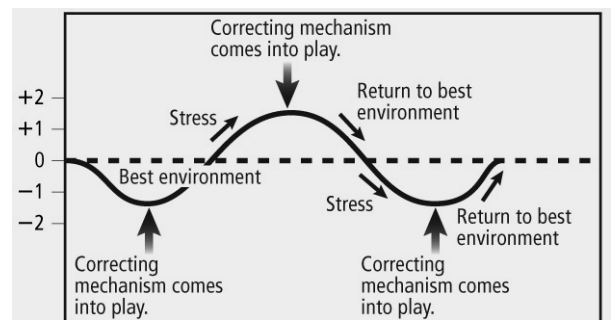 Correcting mechanism
comes into play.
+2
+1
0
−1
−2
Stress
Return to best
environment
Best environment
Stress
Return to best
environment
Correcting
mechanism comes
into play.
Correcting
mechanism comes
into play.